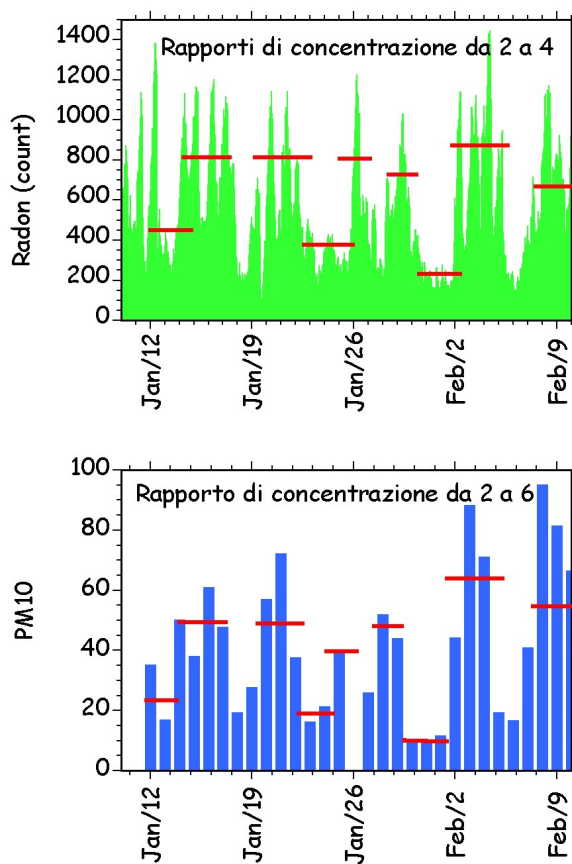 Rapporti di concentrazione da 2 a 4
Radon (count)
1400
1200
1000
800
600
400
200
0
Jan/12
Jan/19
Jan/26
Feb/2
Feb/9
Rapporto di concentrazione da 2 a 6
PM10
100
80
60
40
20
0
Jan/12
Jan/19
Jan/26
Feb/2
Feb/9